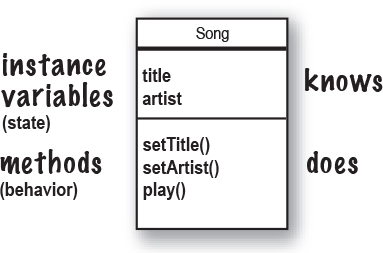 Song
instance
variables
(state)
title
artist
knows
methods
(behavior)
setTitle()
setArtist()
play()
does